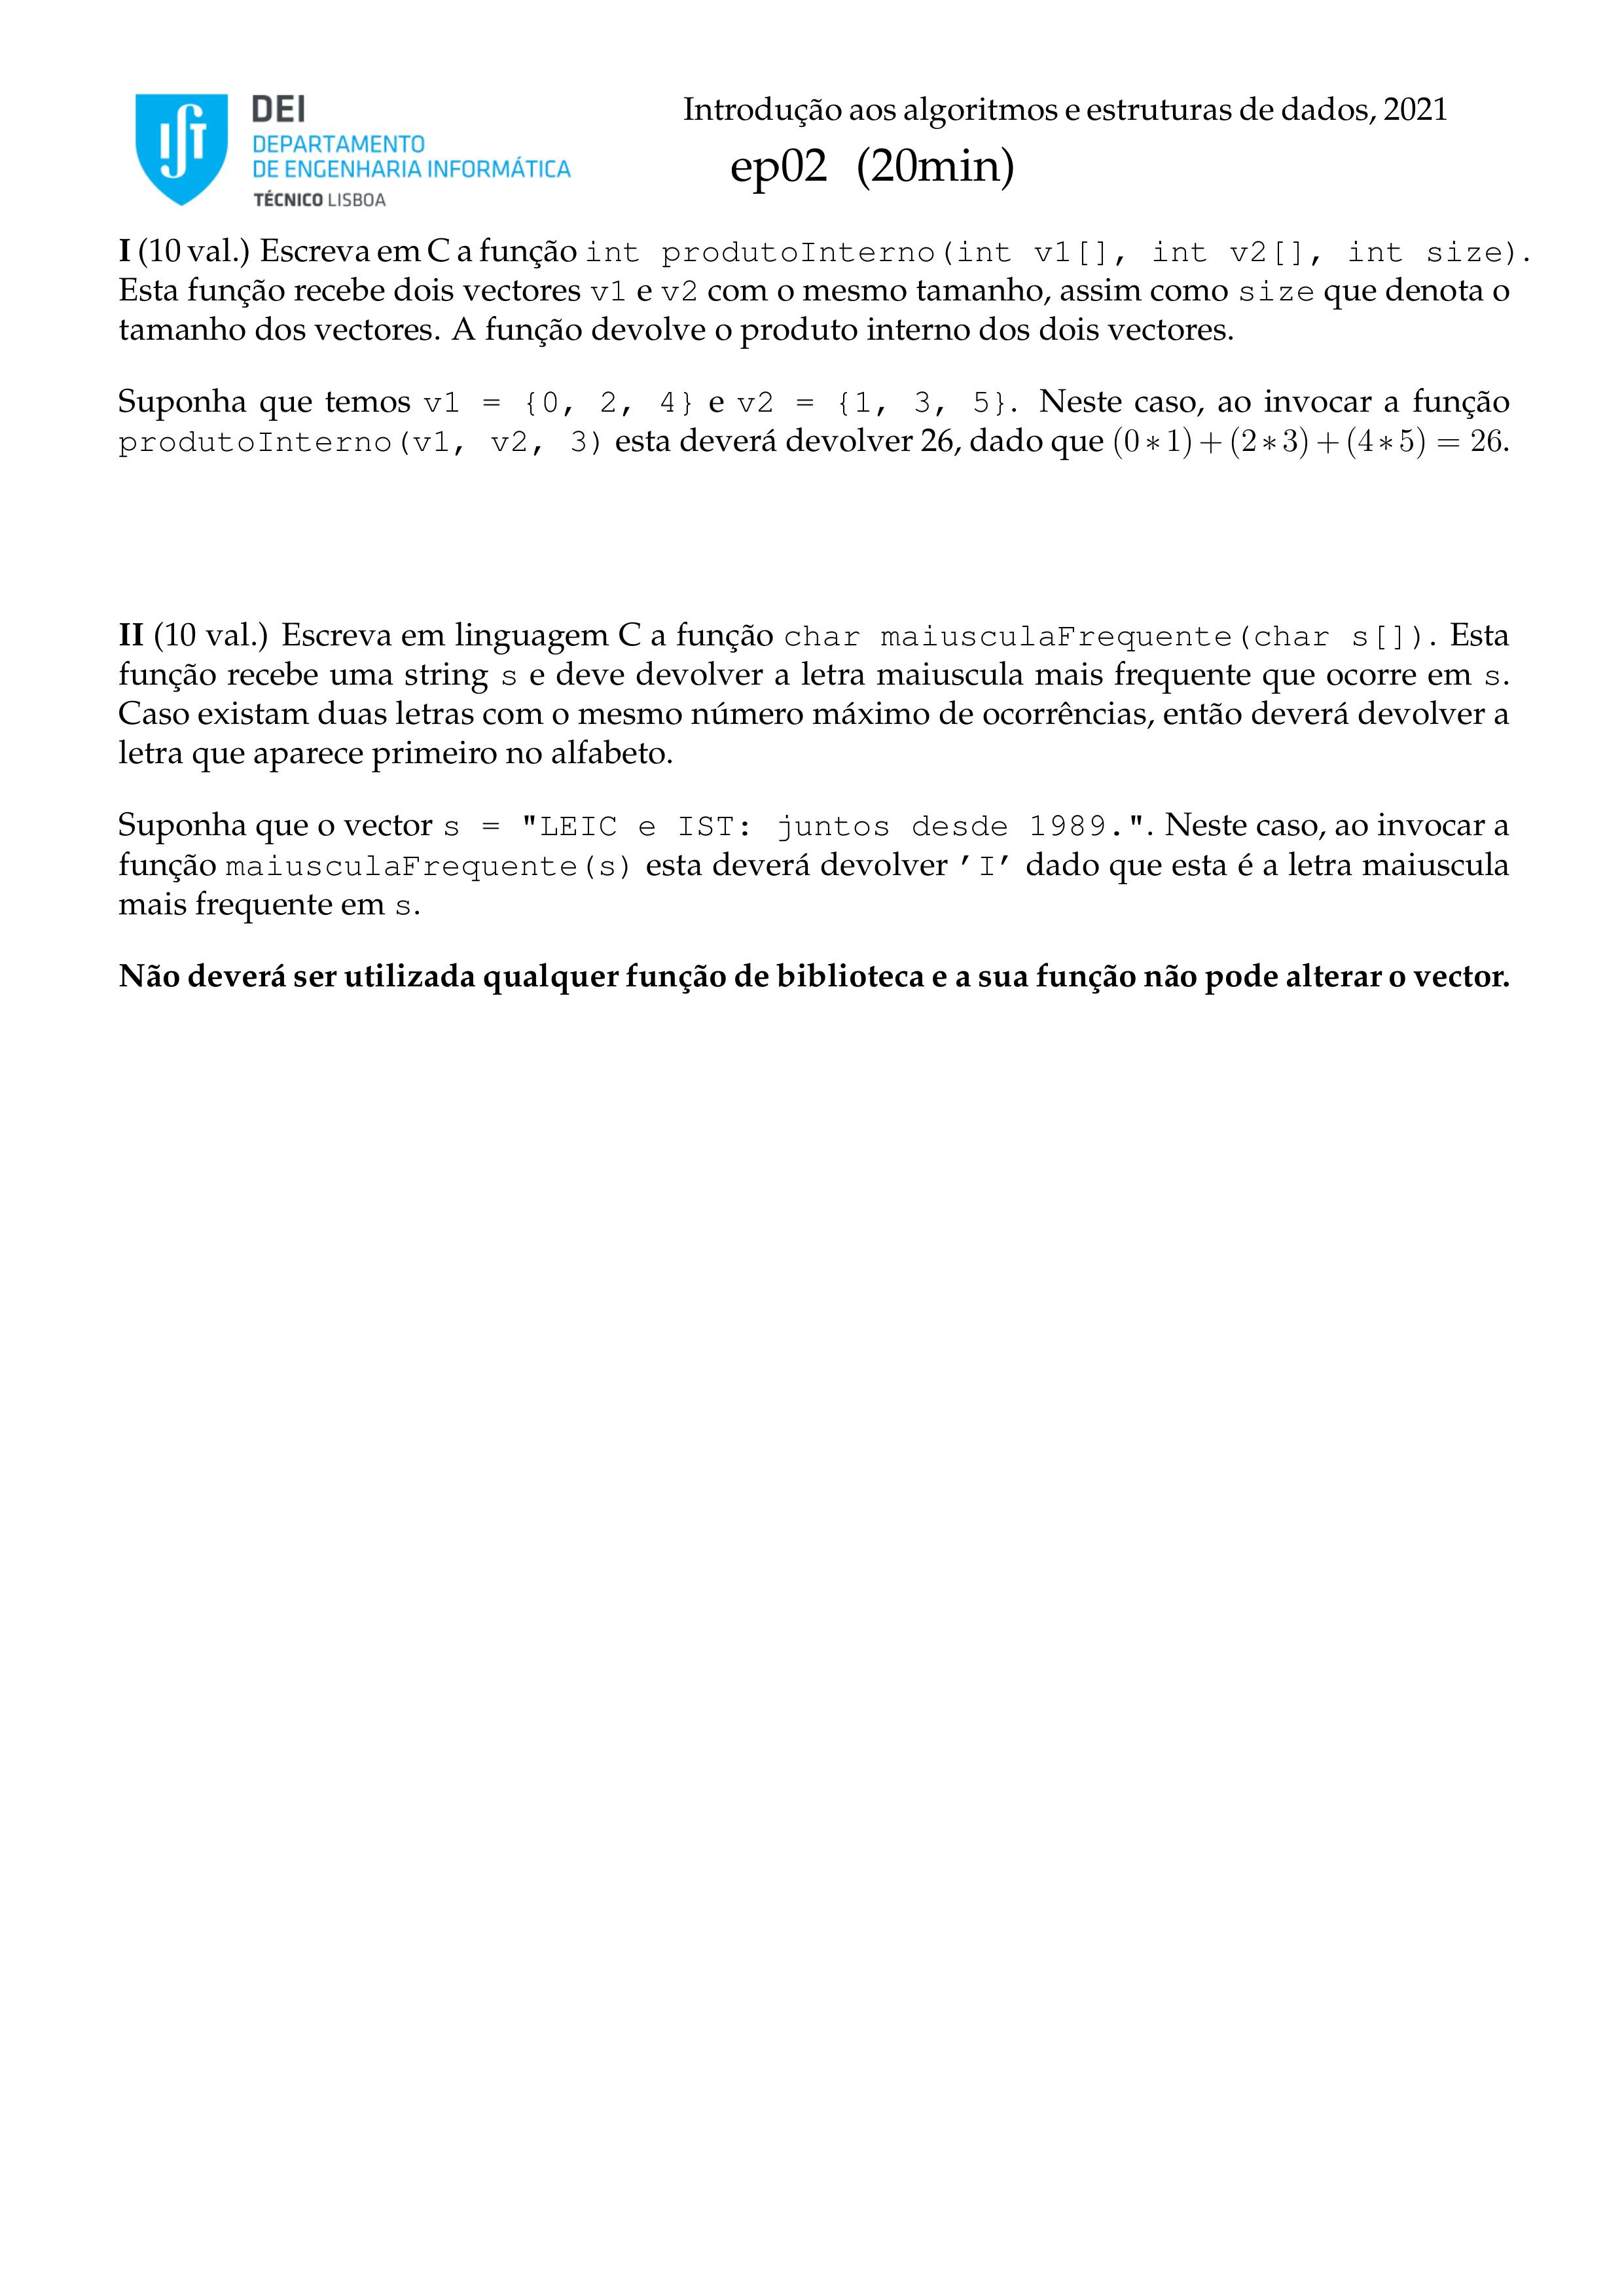 DEI
DEPARTAMENTO
DE ENGENHARIA INFORMÁTICA
TÉCNICO LISBOA
Introdução aos algoritmos e estruturas de dados, 2021
ep02 (20min)
I (10 val.) Escreva em C a função int produtoInterno(int v1[], int v2[], int size).
Esta função recebe dois vectores v1 e v2 com o mesmo tamanho, assim como size que denota o
tamanho dos vectores. A função devolve o produto interno dos dois vectores.
Suponha que temos v1 = {0, 2, 4} e v2 = {1, 3, 5}. Neste caso, ao invocar a função
produtoInterno(v1, v2, 3) esta deverá devolver 26, dado que (0∗1)+(2∗3)+(4∗5) = 26.
II (10 val.) Escreva em linguagem C a função char maiusculaFrequente(char s[]). Esta
função recebe uma string s e deve devolver a letra maiuscula mais frequente que ocorre em s.
Caso existam duas letras com o mesmo número máximo de ocorrências, então deverá devolver a
letra que aparece primeiro no alfabeto.
Suponha que o vector s = "LEIC e IST: juntos desde 1989.". Neste caso, ao invocar a
função maiusculaFrequente(s) esta deverá devolver ’I’ dado que esta é a letra maiuscula
mais frequente em s.
Não deverá ser utilizada qualquer função de biblioteca e a sua função não pode alterar o vector.